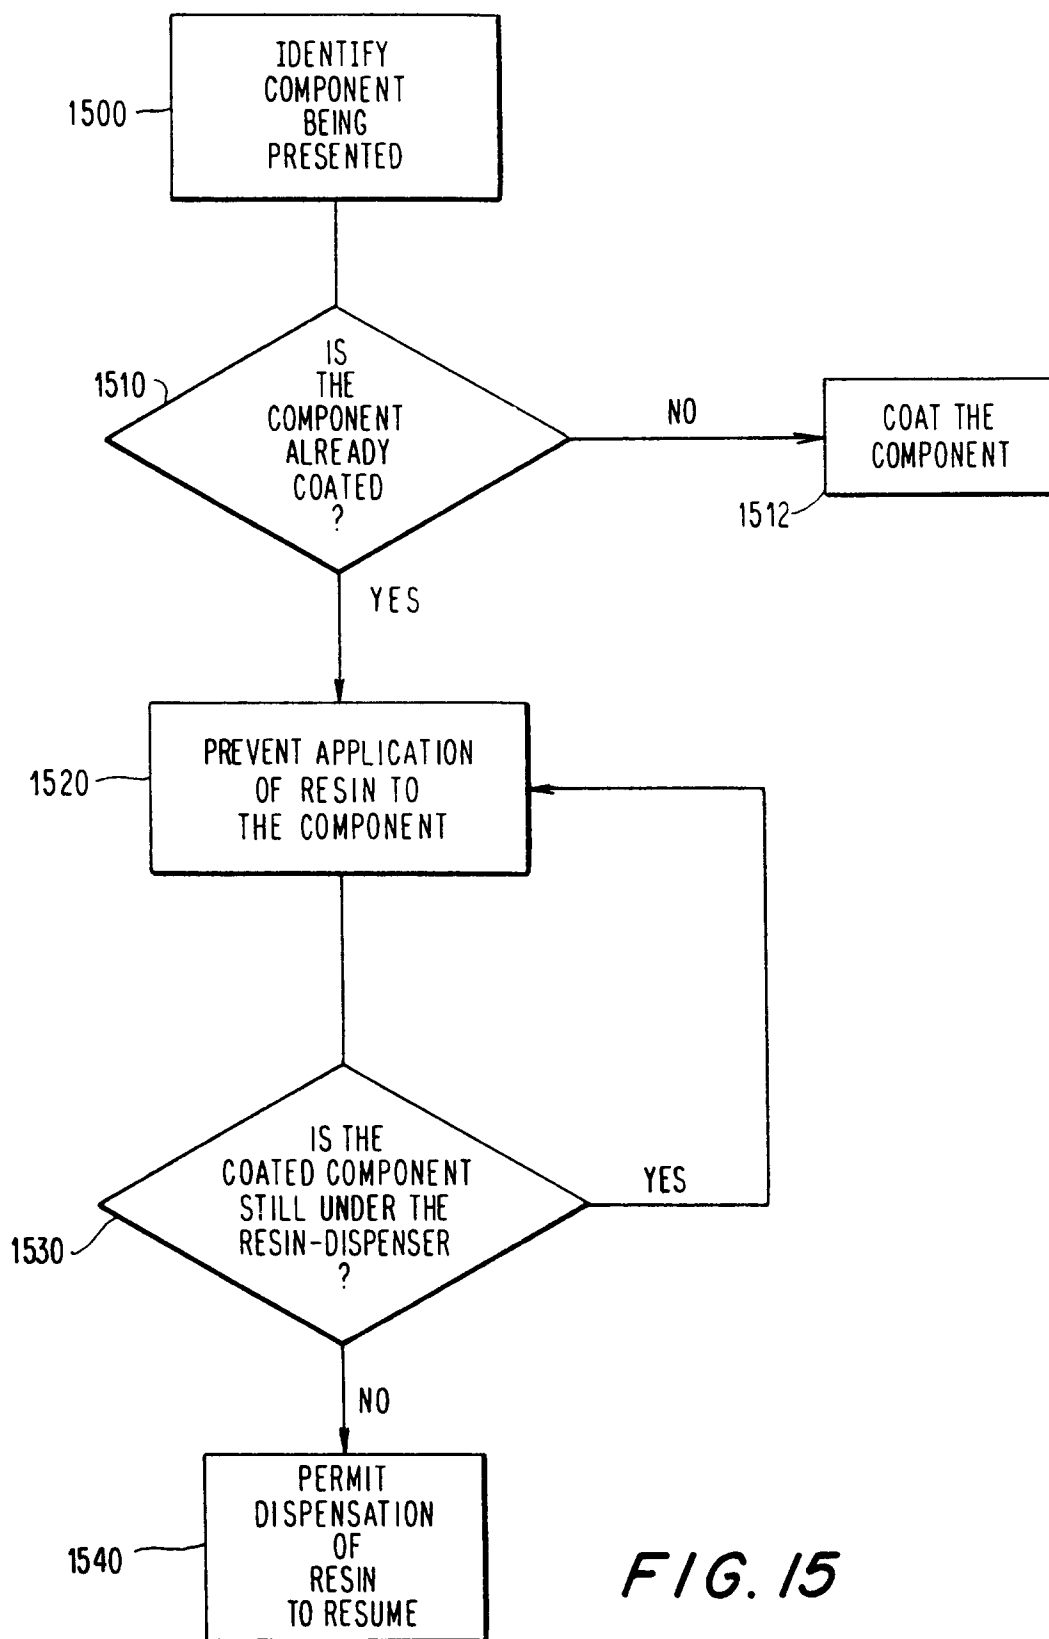 IDENTIFY
COMPONENT
BEING
PRESENTED
1500
IS
THE
COMPONENT
ALREADY
COATED
?
1510
NO
COAT THE
COMPONENT
1512
YES
PREVENT APPLICATION
OF RESIN TO
THE COMPONENT
1520
IS THE
COATED COMPONENT
STILL UNDER THE
RESIN-DISPENSER
?
1530
YES
NO
PERMIT
DISPENSATION
OF
RESIN
TO RESUME
1540
FIG. 15